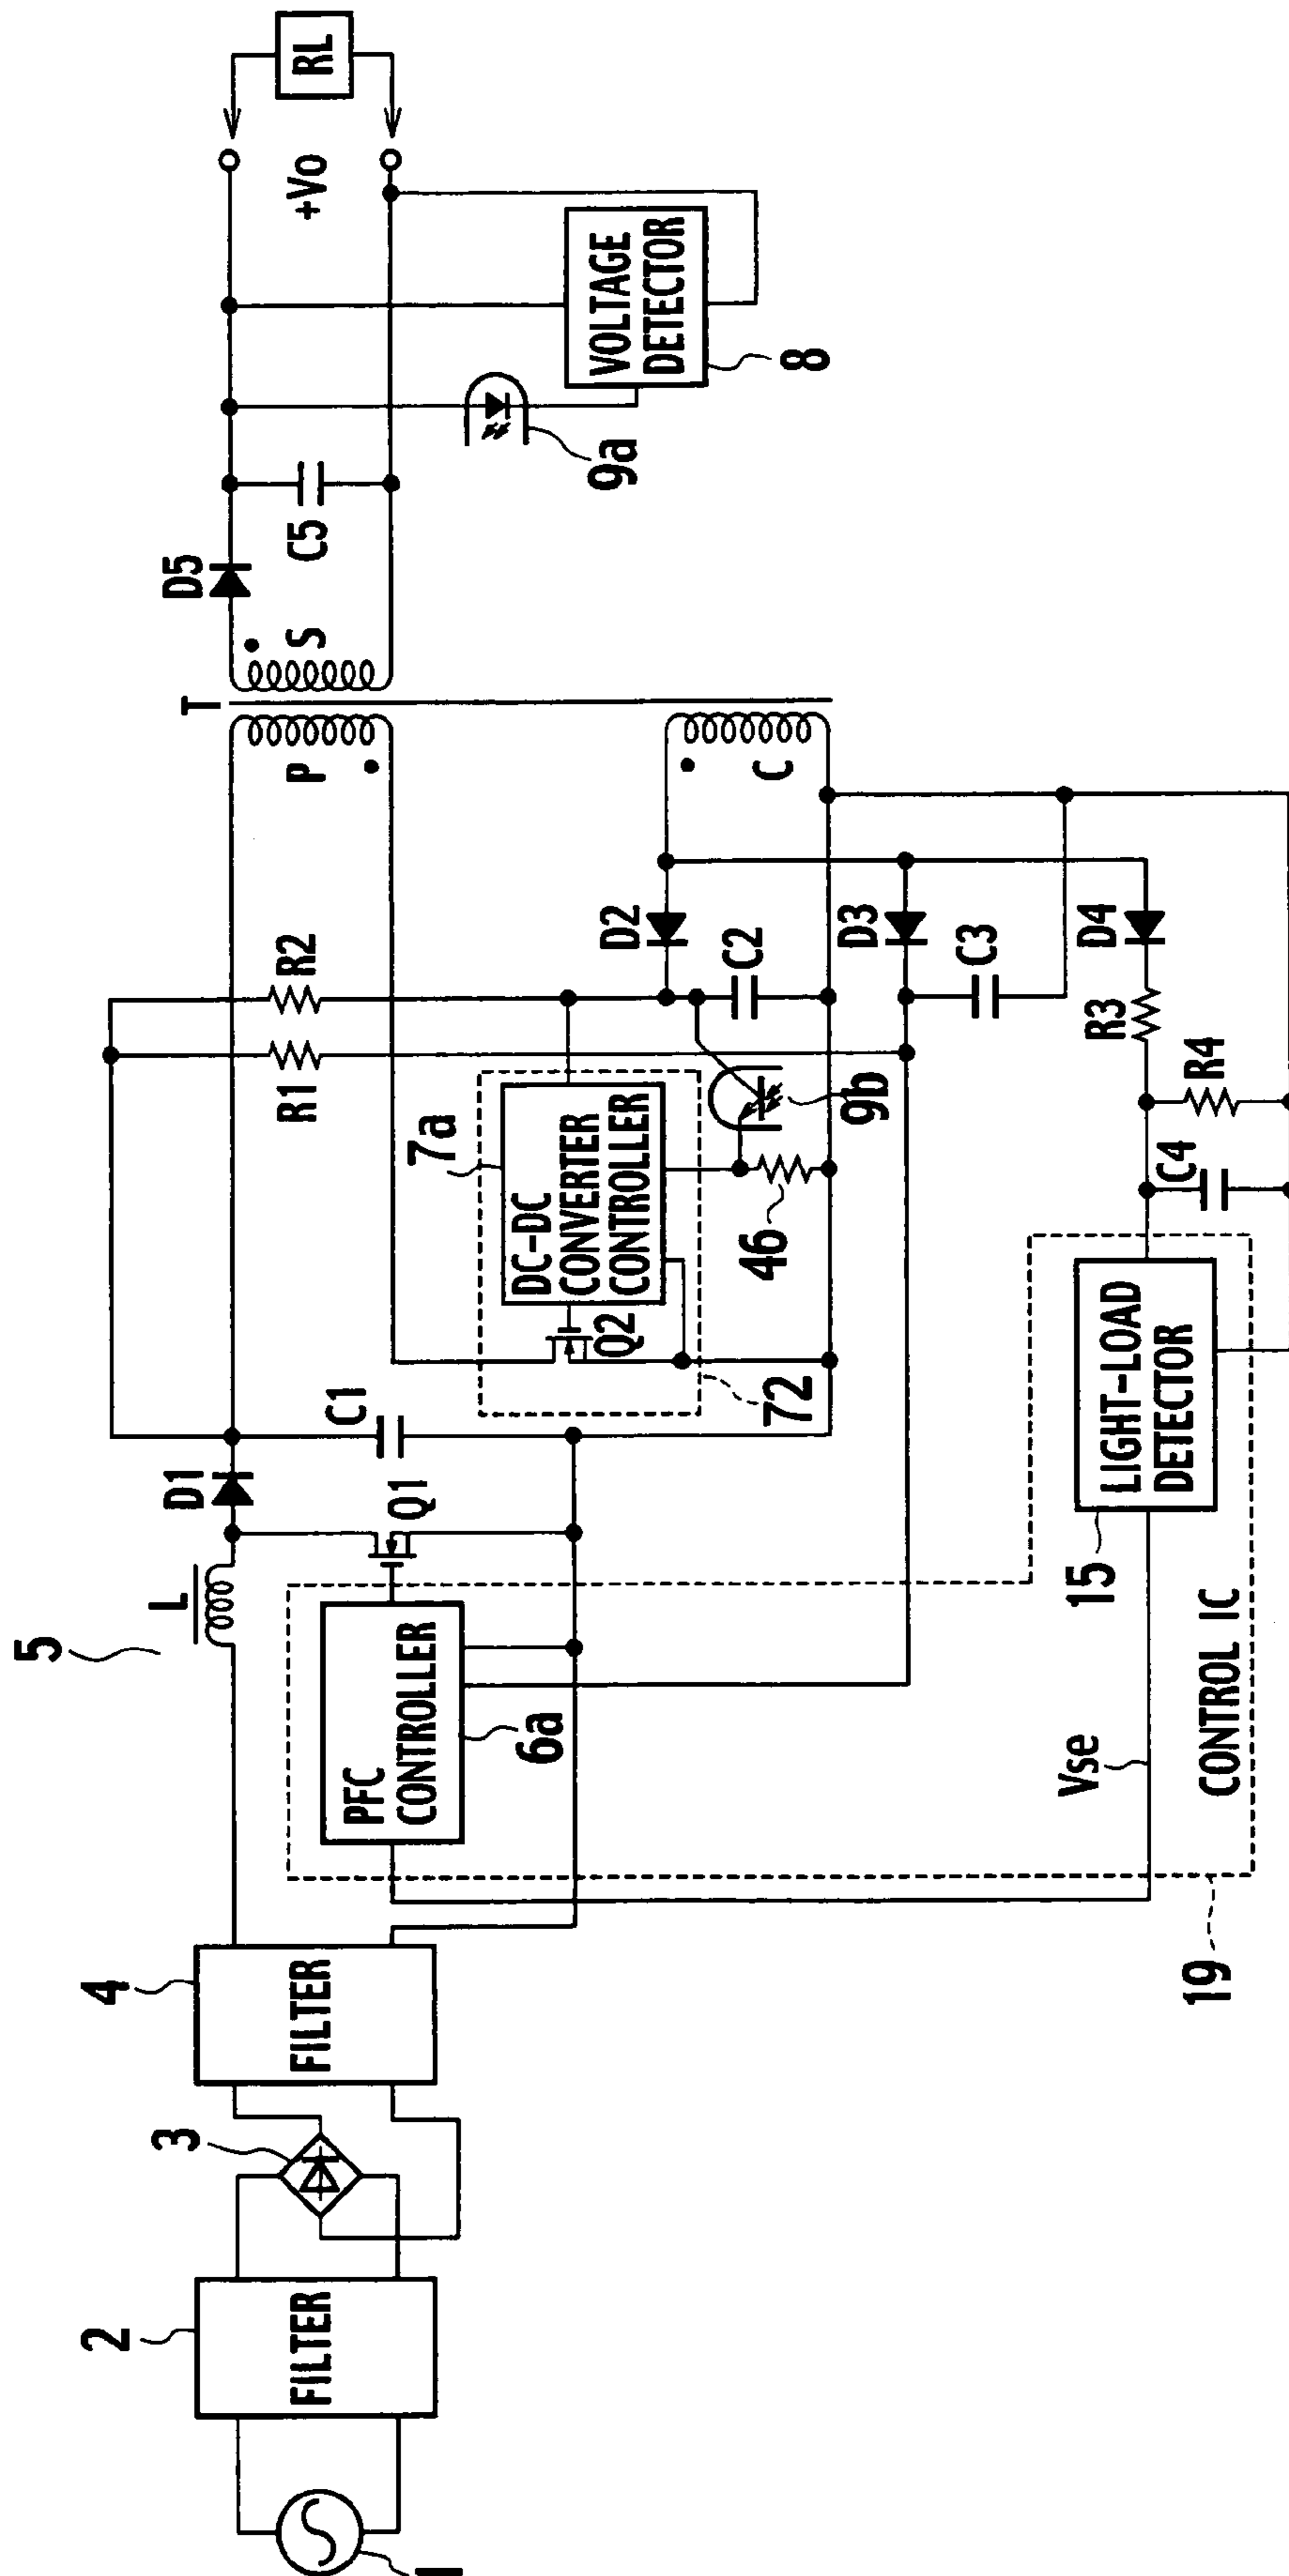 1
2
FILTER
3
4
FILTER
5
L
D1
Q1
PFC
CONTROLLER
6a
C1
R1
R2
7a
DC-DC
CONVERTER
CONTROLLER
Q2
72
46
9b
T
P
S
C
D2
C2
D3
C3
D4
R3
R4
C4
15
LIGHT-LOAD
DETECTOR
Vse
CONTROL IC
19
D5
C5
9a
VOLTAGE
DETECTOR
8
+Vo
RL